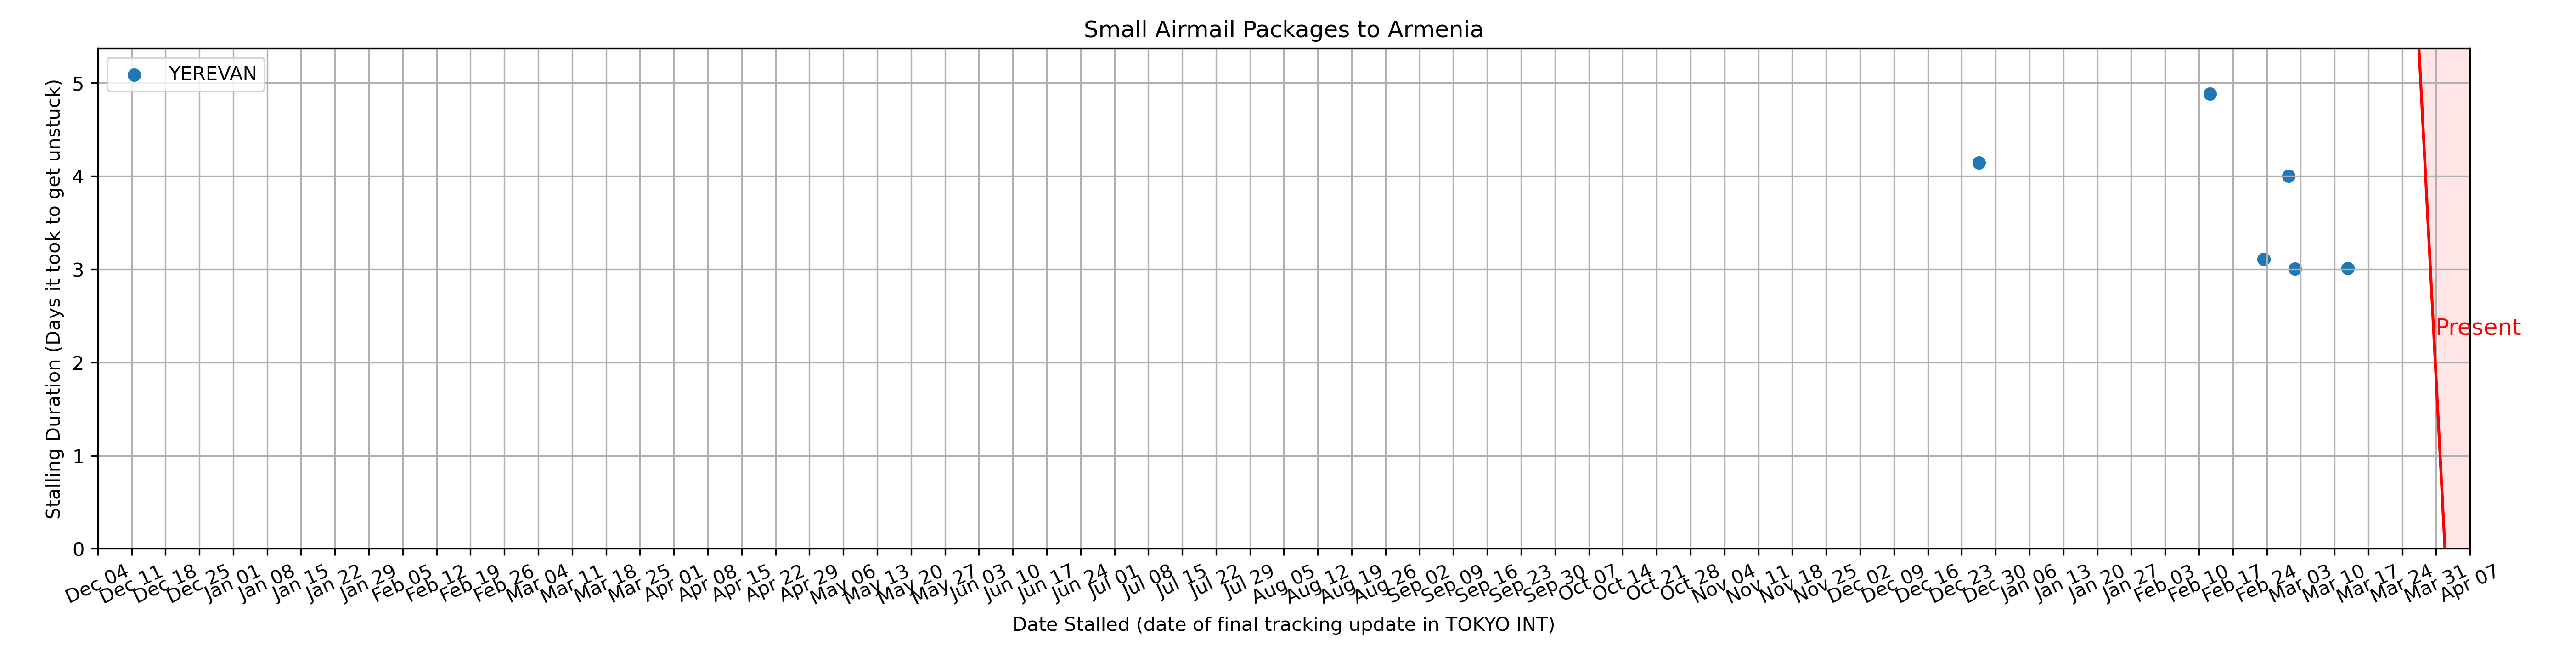 Small Airmail Packages to Armenia
YEREVAN
Stalling Duration (Days it took to get unstuck)
5
4
3
2
1
0
Present
Dec 04
Dec 11
Dec 18
Dec 25
Jan 01
Jan 08
Jan 15
Jan 22
Jan 29
Feb 05
Feb 12
Feb 19
Feb 26
Mar 04
Mar 11
Mar 18
Mar 25
Apr 01
Apr 08
Apr 15
Apr 22
Apr 29
May 06
May 13
May 20
May 27
Jun 03
Jun 10
Jun 17
Jun 24
Jul 01
Jul 08
Jul 15
Jul 22
Jul 29
Aug 05
Aug 12
Aug 19
Aug 26
Sep 02
Sep 09
Sep 16
Sep 23
Sep 30
Oct 07
Oct 14
Oct 21
Oct 28
Nov 04
Nov 11
Nov 18
Nov 25
Dec 02
Dec 09
Dec 16
Dec 23
Dec 30
Jan 06
Jan 13
Jan 20
Jan 27
Feb 03
Feb 10
Feb 17
Feb 24
Mar 03
Mar 10
Mar 17
Mar 24
Mar 31
Apr 07
Date Stalled (date of final tracking update in TOKYO INT)